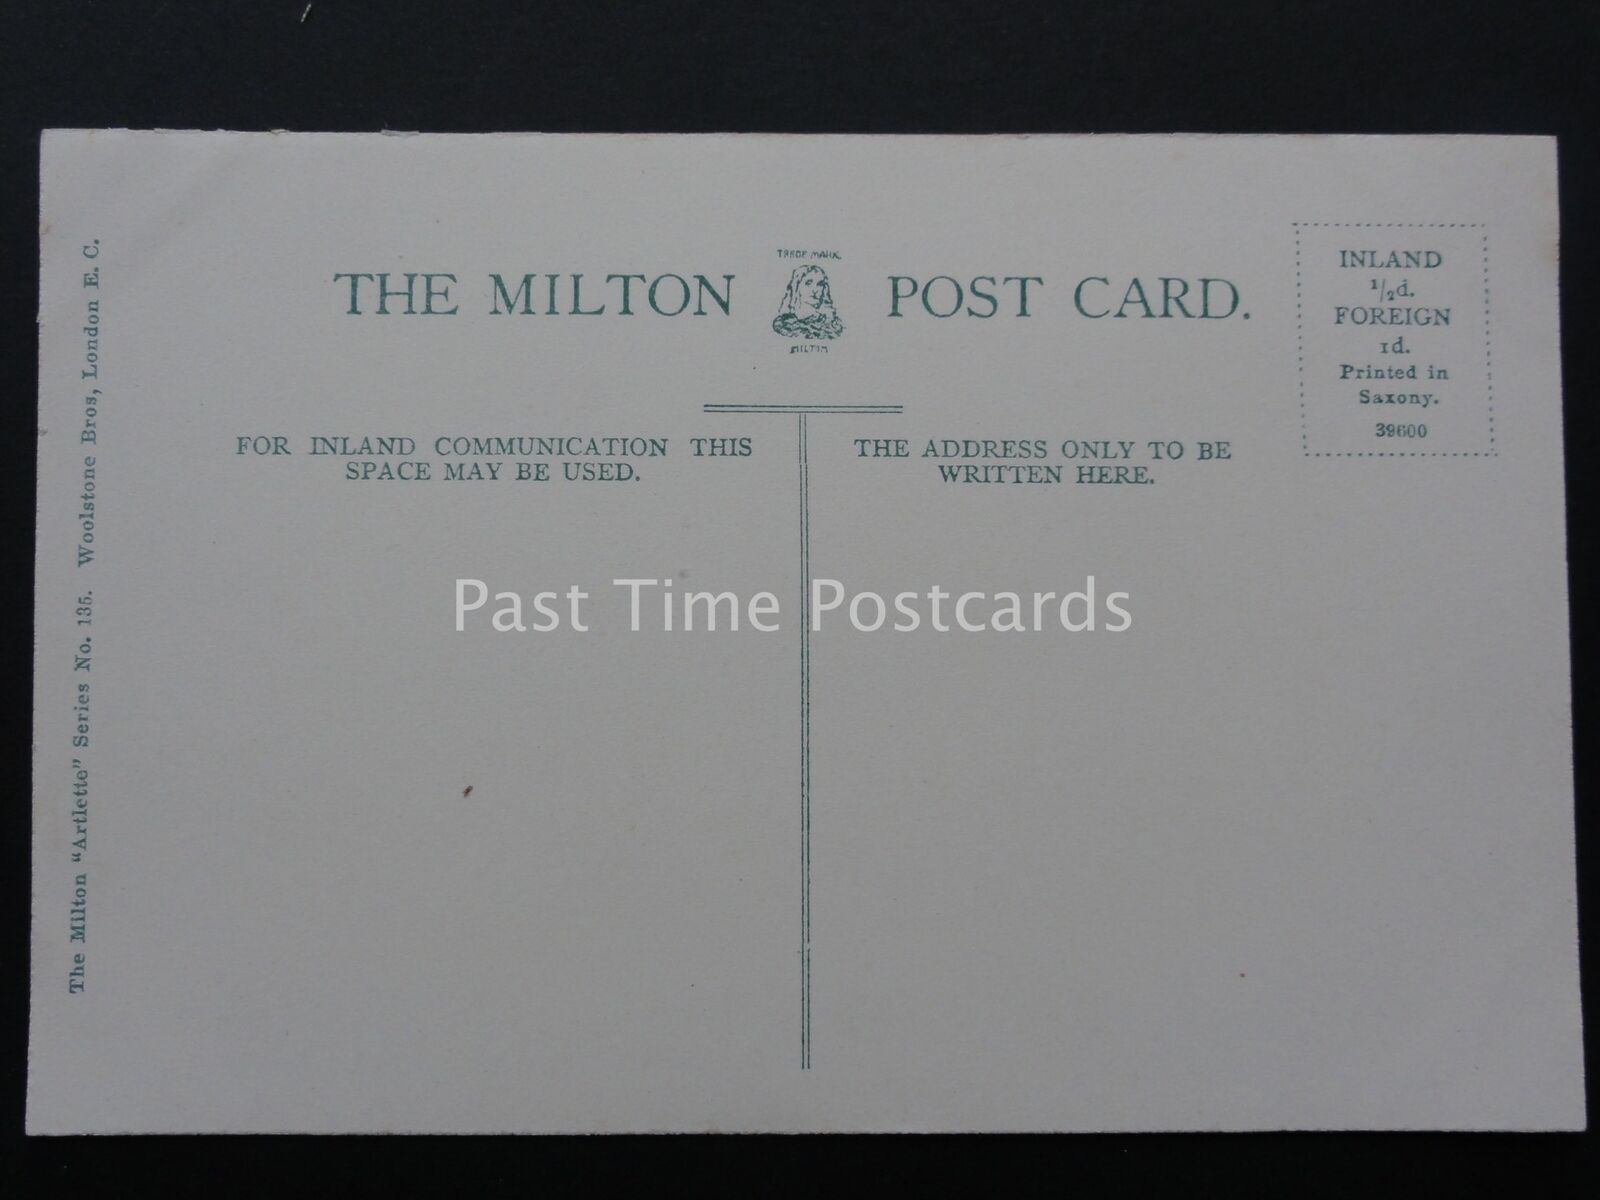 THE MILTON POST CARD.
TRADE MARK.
MILTON
INLAND
1/2d.
FOREIGN
1d.
Printed in
Saxony.
39600
FOR INLAND COMMUNICATION THIS
SPACE MAY BE USED.
THE ADDRESS ONLY TO BE
WRITTEN HERE.
The Milton "Artlette" Series No. 135. Woolstone Bros, London E. C.
Past Time Postcards